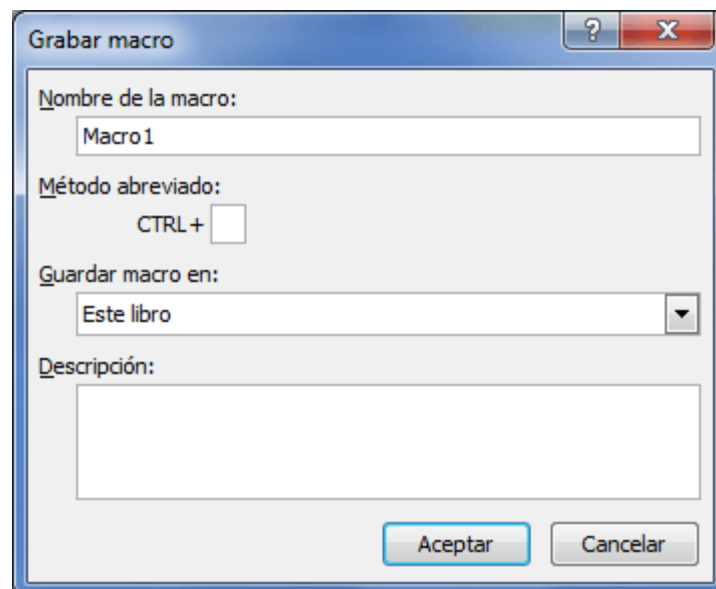 Grabar macro
Nombre de la macro:
Macro1
Método abreviado:
CTRL+
Guardar macro en:
Este libro
Descripción:
Aceptar Cancelar